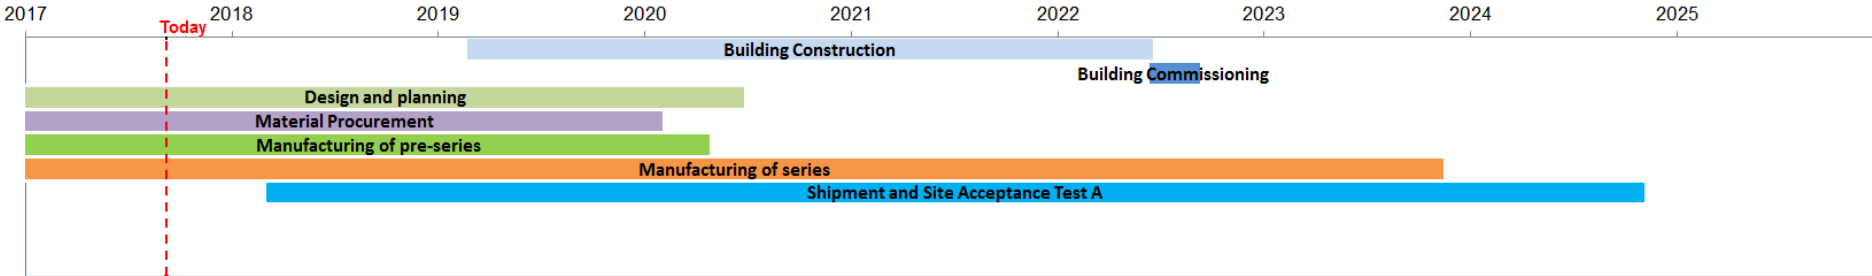 2017 2018 2019 2020 2021 2022 2023 2024 2025
Today
Building Construction
Building Commissioning
Design and planning
Material Procurement
Manufacturing of pre-series
Manufacturing of series
Shipment and Site Acceptance Test A